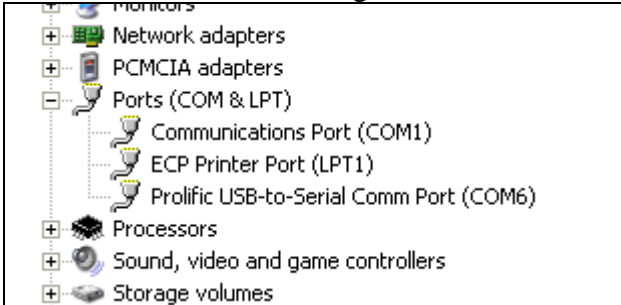 Monitors
Network adapters
PCMCIA adapters
Ports (COM & LPT)
Communications Port (COM1)
ECP Printer Port (LPT1)
Prolific USB-to-Serial Comm Port (COM6)
Processors
Sound, video and game controllers
Storage volumes